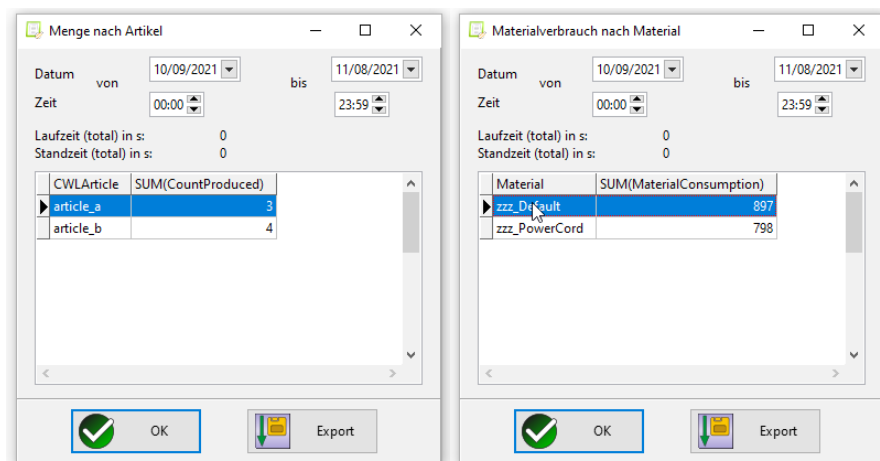 Menge nach Artikel
Datum von 10/09/2021 bis 11/08/2021
Zeit 00:00 23:59
Laufzeit (total) in s: 0
Standzeit (total) in s: 0
CWLArticle SUM(CountProduced)
article_a 3
article_b 4
OK Export
Materialverbrauch nach Material
Datum von 10/09/2021 bis 11/08/2021
Zeit 00:00 23:59
Laufzeit (total) in s: 0
Standzeit (total) in s: 0
Material SUM(MaterialConsumption)
zzz_Default 897
zzz_PowerCord 798
OK Export